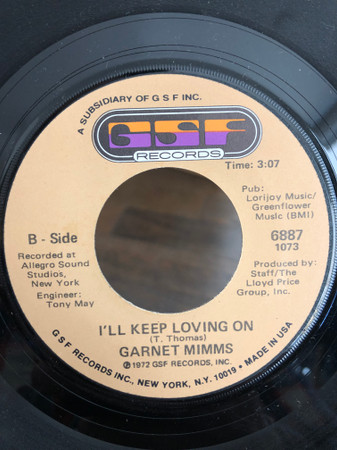 A SUBSIDIARY OF G S F INC.
GSF
RECORDS
Time: 3:07
Pub:
Lorijoy Music/
Greenflower
Music (BMI)
B - Side
6887
1073
Recorded at
Allegro Sound
Studios,
New York
Engineer:
Tony May
Produced by:
Staff/The
Lloyd Price
Group, Inc.
I'LL KEEP LOVING ON
(T. Thomas)
GARNET MIMMS
℗ 1972 GSF RECORDS, INC.
G S F RECORDS INC., NEW YORK, N.Y. 10019 • MADE IN USA